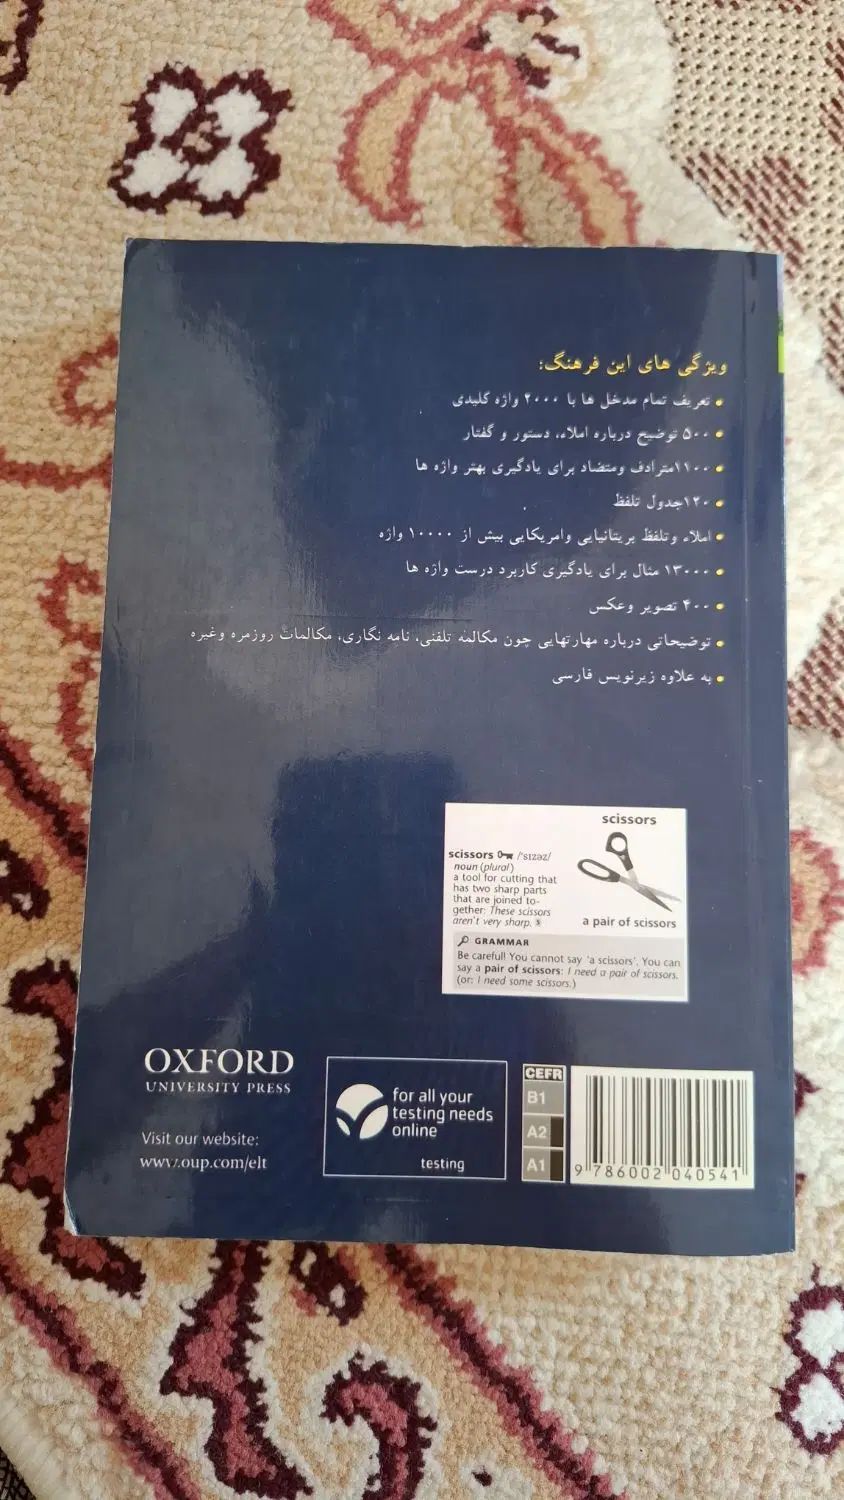 ویژگی های این فرهنگ:
• تعریف تمام مدخل ها با ۲۰۰۰ واژه کلیدی
• ۵۰۰ توضیح درباره املاء، دستور و گفتار
• ۱۱۰۰مترادف ومتضاد برای یادگیری بهتر واژه ها
• ۱۲۰جدول تلفظ
• املاء وتلفظ بریتانیایی وامریکایی بیش از ۱۰۰۰۰ واژه
• ۱۳۰۰۰ مثال برای یادگیری کاربرد درست واژه ها
• ۴۰۰ تصویر وعکس
• توضیحاتی درباره مهارتهایی چون مکالمه تلفنی، نامه نگاری، مکالمات روزمره وغیره
• به علاوه زیرنویس فارسی
scissors
scissors /ˈsɪzəz/
noun (plural)
a tool for cutting that
has two sharp parts
that are joined to-
gether: These scissors
aren't very sharp.
a pair of scissors
GRAMMAR
Be careful! You cannot say 'a scissors'. You can
say a pair of scissors: I need a pair of scissors.
(or: I need some scissors.)
OXFORD
UNIVERSITY PRESS
Visit our website:
www.oup.com/elt
for all your
testing needs
online
testing
CEFR
B1
A2
A1
9 786002 040541